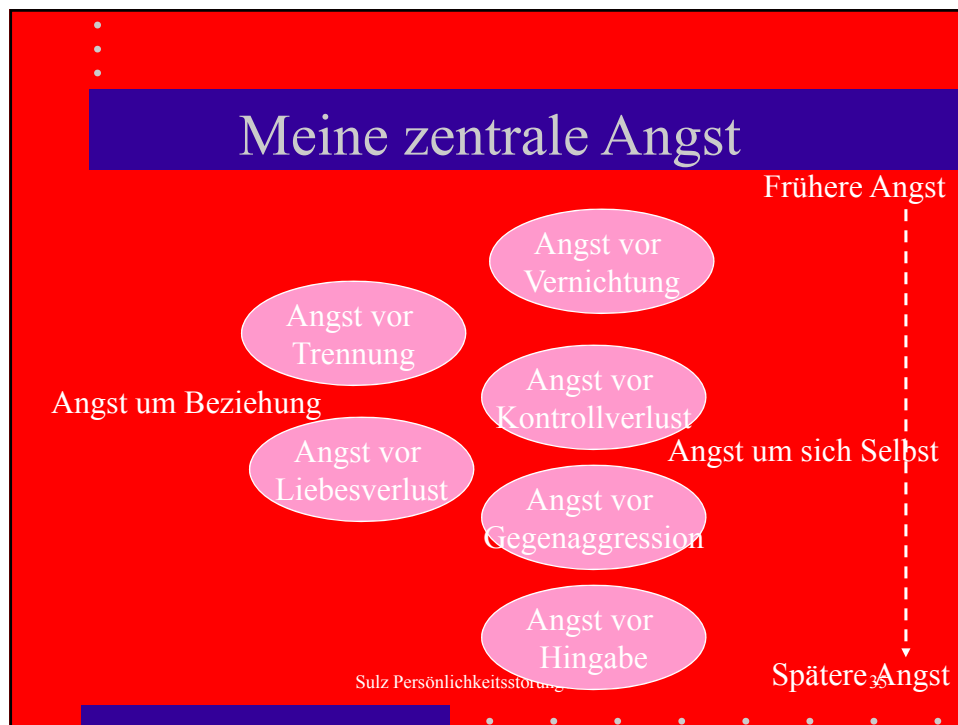 Meine zentrale Angst
Frühere Angst
Angst vor
Vernichtung
Angst vor
Trennung
Angst vor
Kontrollverlust
Angst um Beziehung
Angst um sich Selbst
Angst vor
Liebesverlust
Angst vor
Gegenaggression
Angst vor
Hingabe
Spätere Angst
Sulz Persönlichkeitsstörung
35